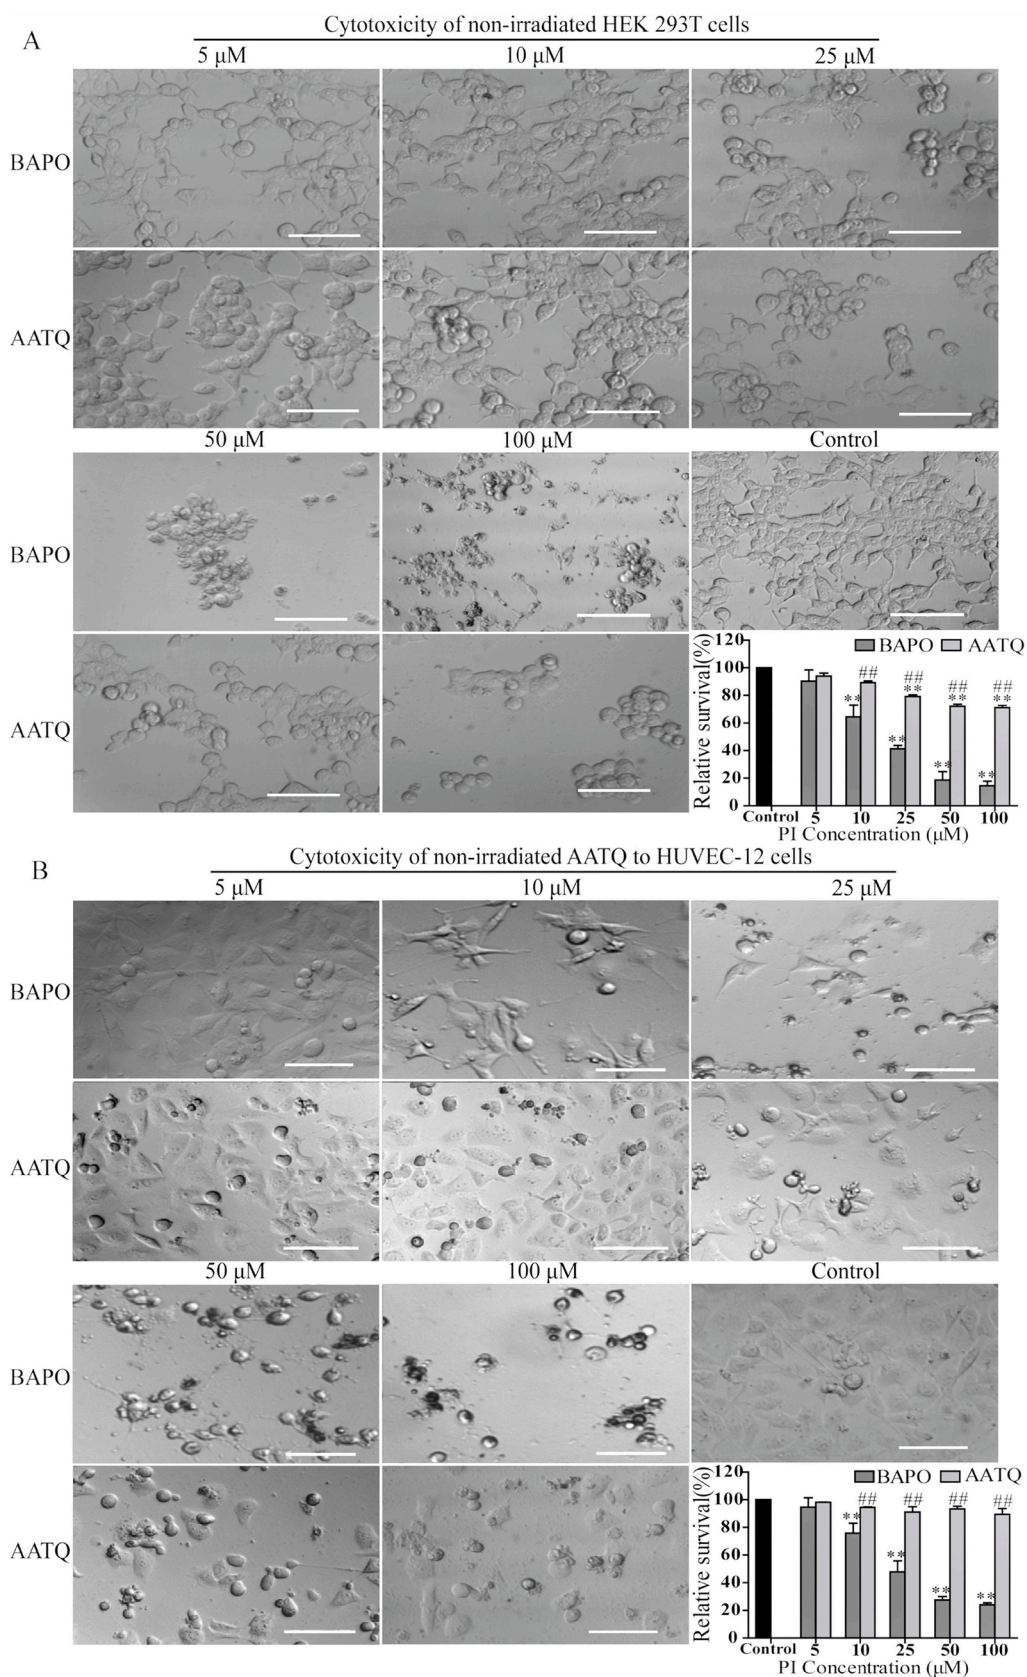 A
Cytotoxicity of non-irradiated HEK 293T cells
5 μM 10 μM 25 μM
BAPO
AATQ
50 μM 100 μM Control
BAPO
AATQ
Relative survival(%)
120
100
80
60
40
20
0
BAPO AATQ
** ## ** ## ** ** ## ** ** ## ** **
Control 5 10 25 50 100
PI Concentration (μM)
B
Cytotoxicity of non-irradiated AATQ to HUVEC-12 cells
5 μM 10 μM 25 μM
BAPO
AATQ
50 μM 100 μM Control
BAPO
AATQ
Relative survival(%)
120
100
80
60
40
20
0
BAPO AATQ
** ## ** ## ** ## ** ##
Control 5 10 25 50 100
PI Concentration (μM)